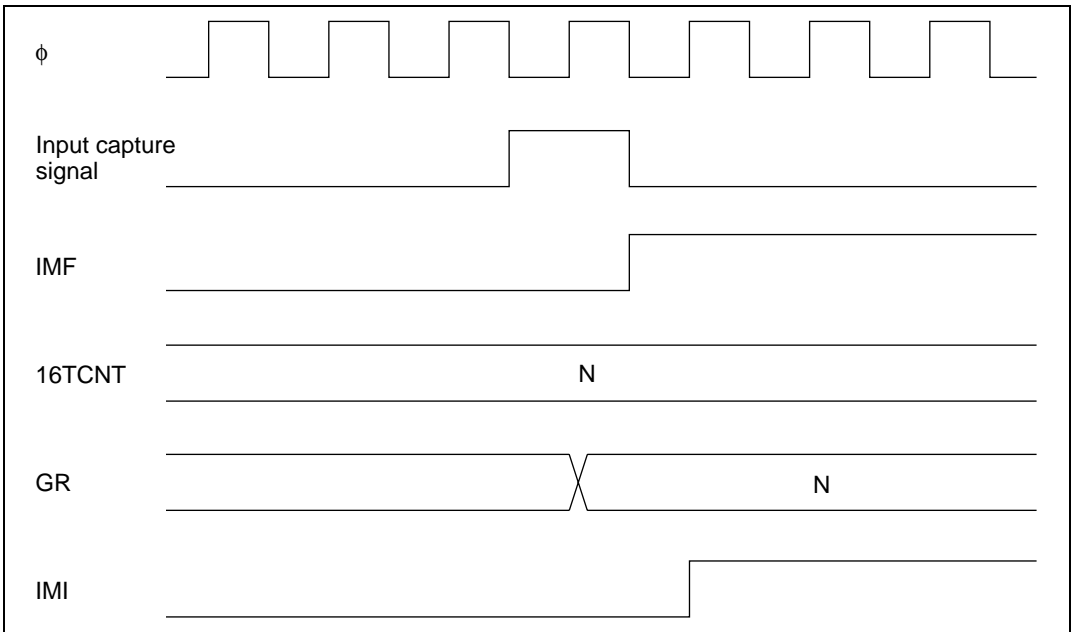 ϕ
Input capture
signal
IMF
16TCNT
N
GR
N
IMI